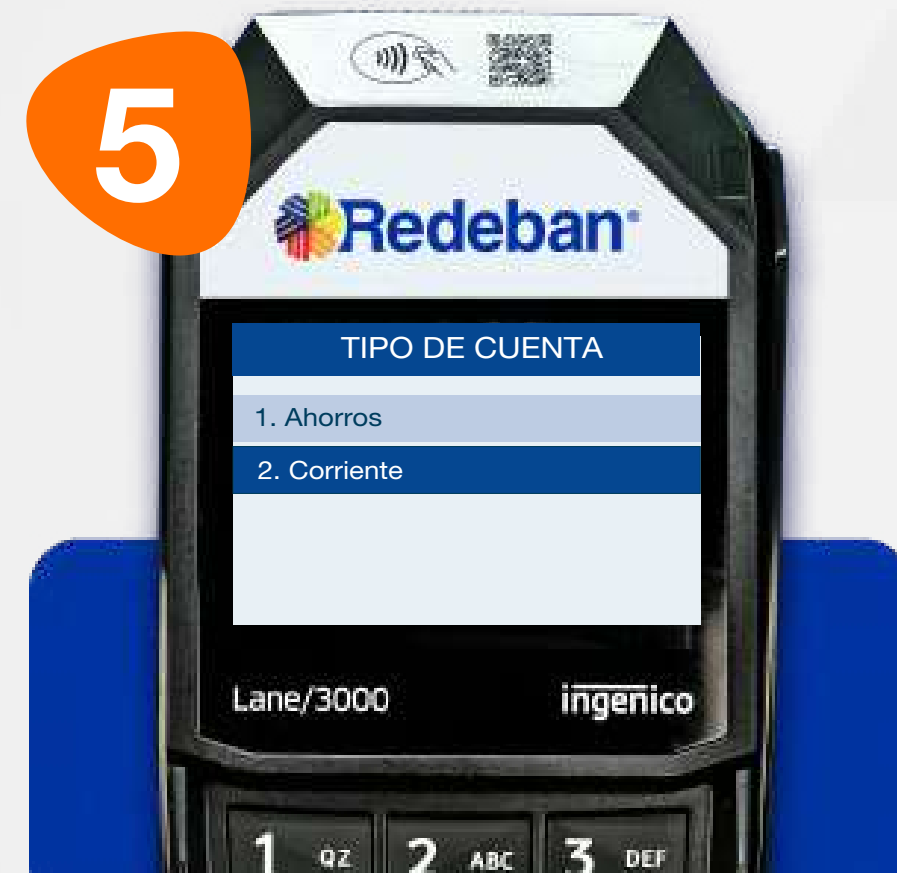 5
Redeban
TIPO DE CUENTA
1. Ahorros
2. Corriente
Lane/3000 ingenico
1 QZ 2 ABC 3 DEF